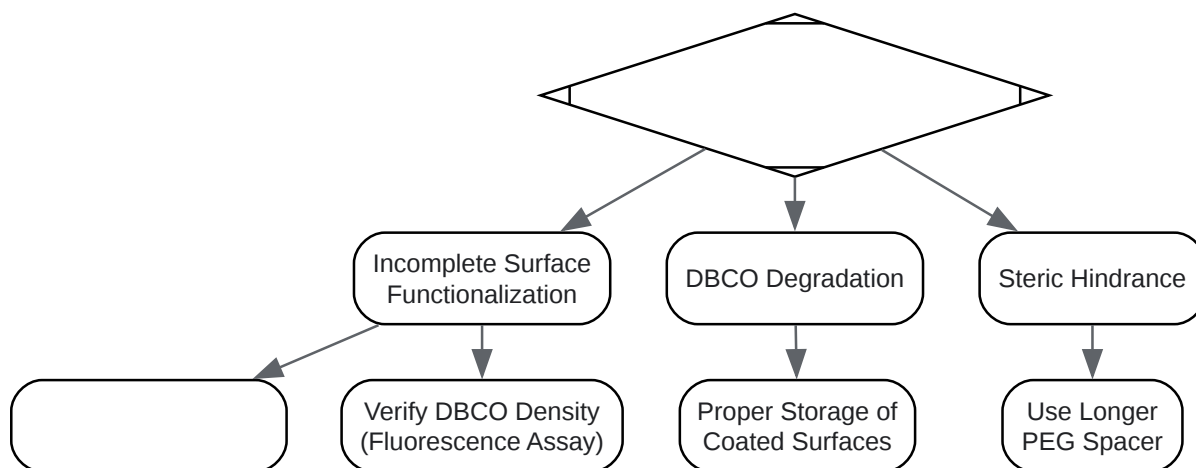 Incomplete Surface
Functionalization
DBCO Degradation
Steric Hindrance
Verify DBCO Density
(Fluorescence Assay)
Proper Storage of
Coated Surfaces
Use Longer
PEG Spacer